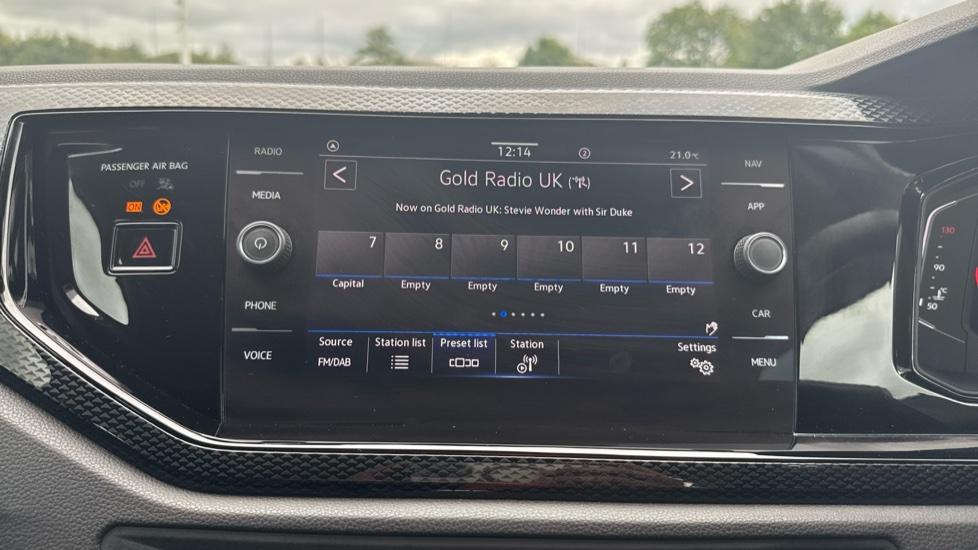 PASSENGER AIR BAG
OFF
ON
RADIO
MEDIA
PHONE
VOICE
12:14
2
21.0°C
<
Gold Radio UK
>
Now on Gold Radio UK: Stevie Wonder with Sir Duke
7 8 9 10 11 12
Capital Empty Empty Empty Empty Empty
Source Station list Preset list Station Settings
FM/DAB
NAV
APP
CAR
MENU
130
90
°C
50